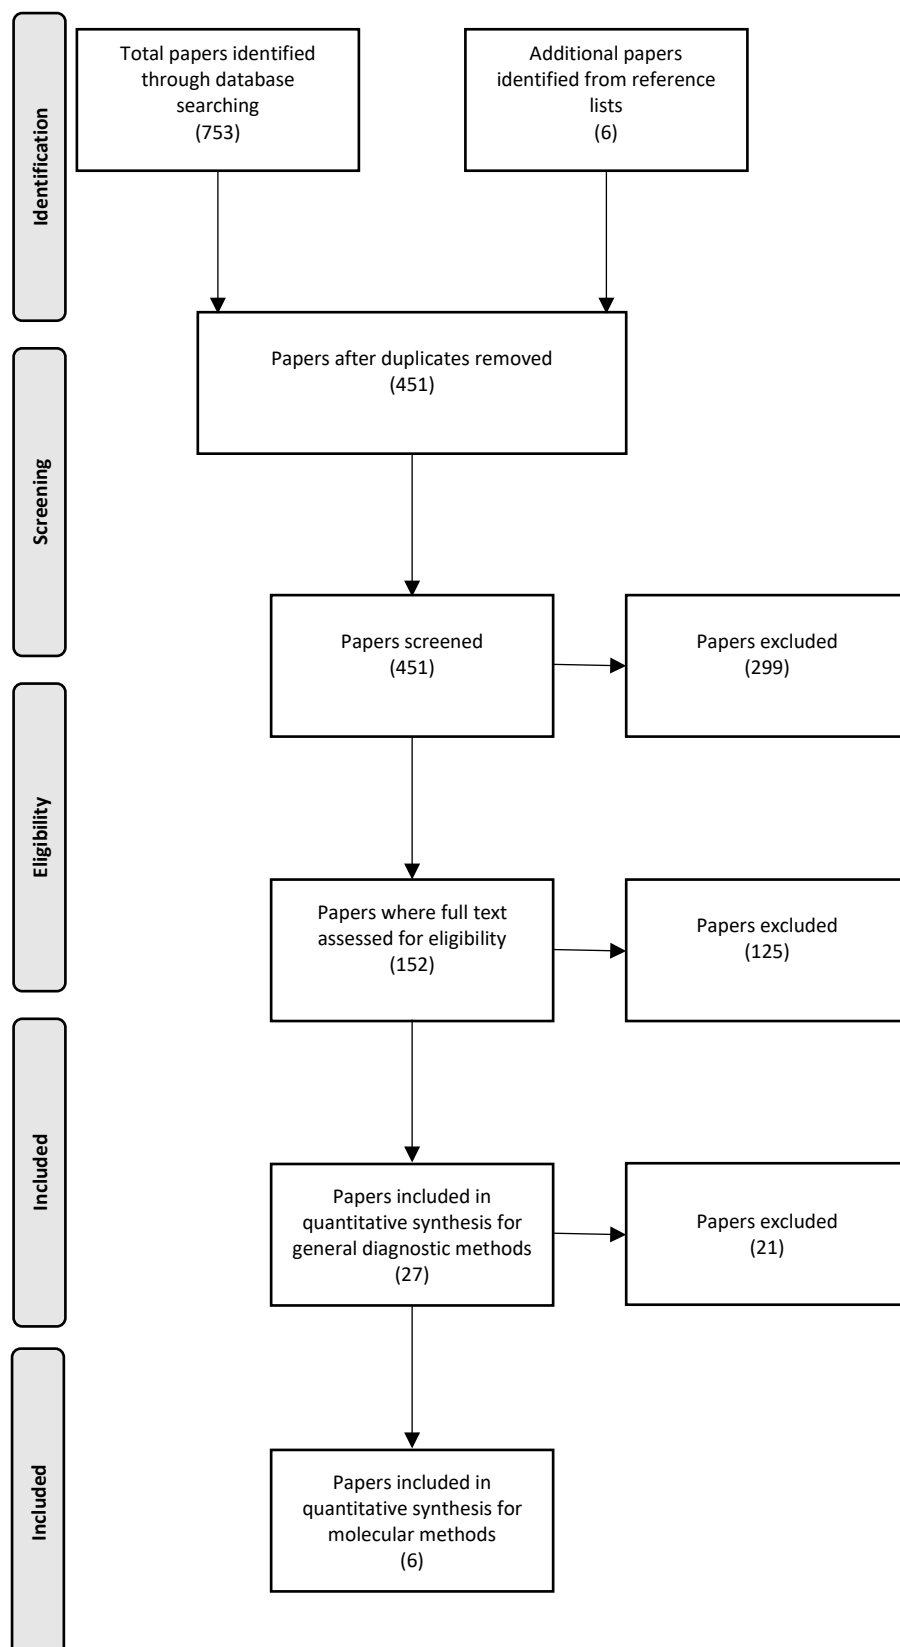 Identification
Total papers identified
through database
searching
(753)
Additional papers
identified from reference
lists
(6)
Papers after duplicates removed
(451)
Screening
Papers screened
(451)
Papers excluded
(299)
Eligibility
Papers where full text
assessed for eligibility
(152)
Papers excluded
(125)
Included
Papers included in
quantitative synthesis for
general diagnostic methods
(27)
Papers excluded
(21)
Included
Papers included in
quantitative synthesis for
molecular methods
(6)